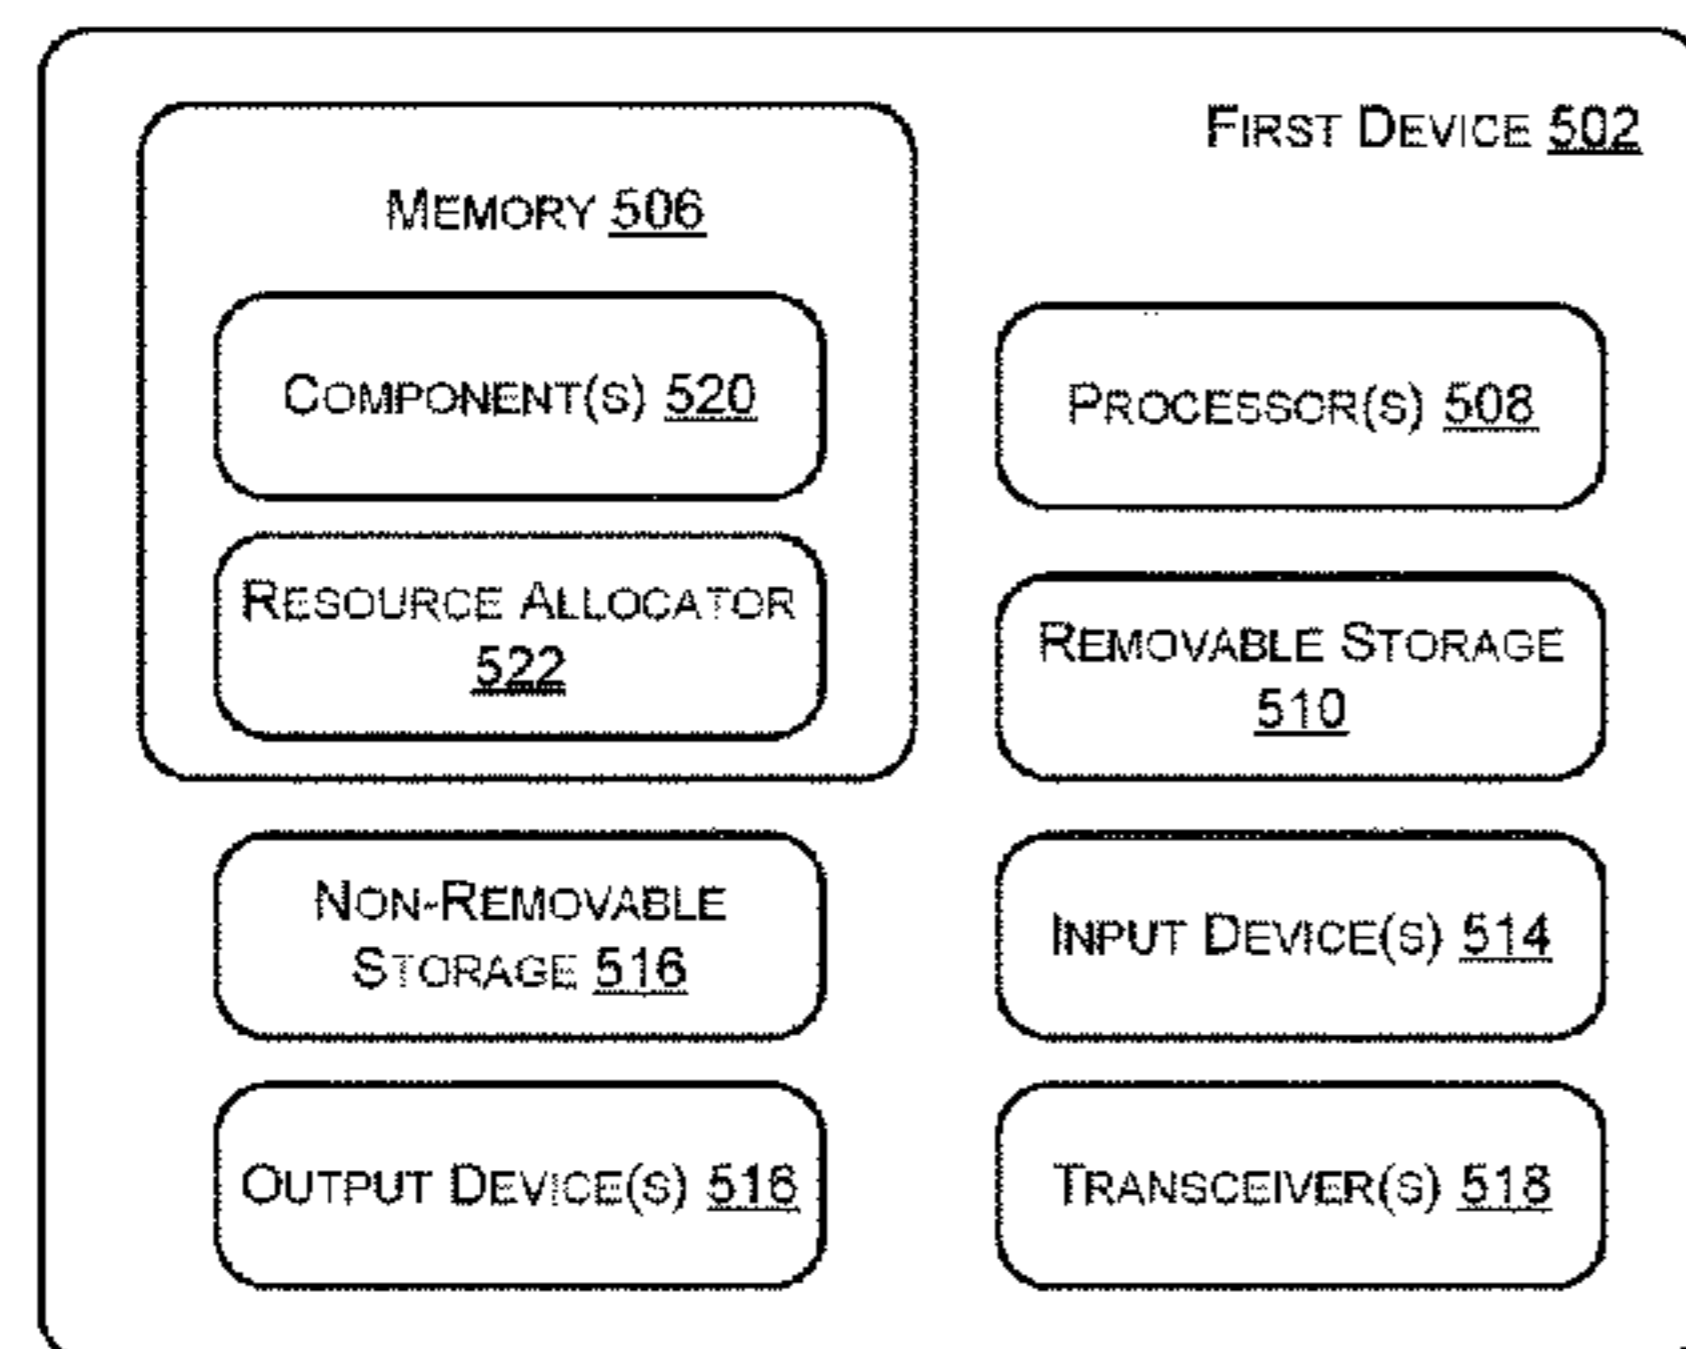 FIRST DEVICE 502
MEMORY 506
COMPONENT(S) 520
RESOURCE ALLOCATOR
522
PROCESSOR(S) 508
REMOVABLE STORAGE
510
NON-REMOVABLE
STORAGE 516
INPUT DEVICE(S) 514
OUTPUT DEVICE(S) 516
TRANSCEIVER(S) 518